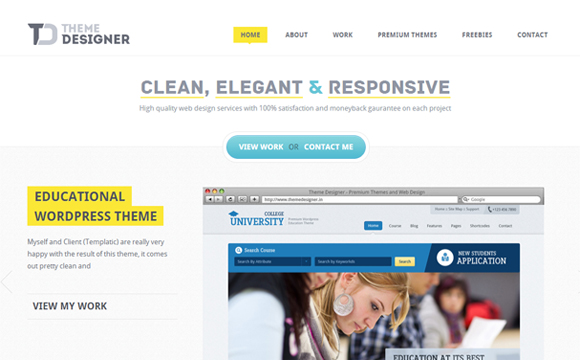 TD THEME
DESIGNER
HOME ABOUT WORK PREMIUM THEMES FREEBIES CONTACT
CLEAN, ELEGANT & RESPONSIVE
High quality web design services with 100% satisfaction and moneyback gaurantee on each project
VIEW WORK OR CONTACT ME
EDUCATIONAL
WORDPRESS THEME
Myself and Client (Templatic) are really very
happy with the result of this theme, it comes
out pretty clean and
VIEW MY WORK
Theme Designer - Premium Themes and Web Design
http://www.themedesigner.in
Google
Home | Site Map | Support
COLLEGE
UNIVERSITY
Premium Wordpress
Education Theme
Home Course Blog Features Pages Shortcodes Contact
Search Course
Search By Attribute
Search by Keywords
Search
NEW STUDENTS
APPLICATION
EDUCATION AT ITS BEST